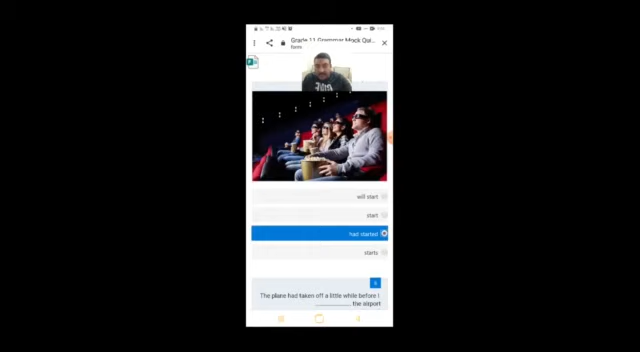 Grade 11 Grammar Mock Qui...
will start
start
had started
starts
6
The plane had taken off a little while before I
.................... the airport